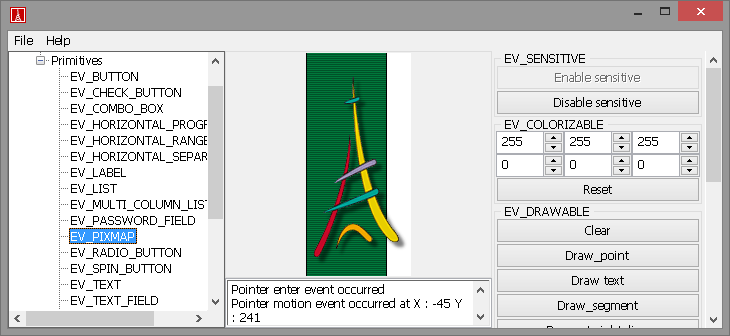 File Help
Primitives
EV_BUTTON
EV_CHECK_BUTTON
EV_COMBO_BOX
EV_HORIZONTAL_PROGR
EV_HORIZONTAL_RANGE
EV_HORIZONTAL_SEPAR
EV_LABEL
EV_LIST
EV_MULTI_COLUMN_LIST
EV_PASSWORD_FIELD
EV_PIXMAP
EV_RADIO_BUTTON
EV_SPIN_BUTTON
EV_TEXT
EV_TEXT_FIELD
Pointer enter event occurred
Pointer motion event occurred at X : -45 Y
: 241
EV_SENSITIVE
Enable sensitive
Disable sensitive
EV_COLORIZABLE
255 255 255
0 0 0
Reset
EV_DRAWABLE
Clear
Draw_point
Draw text
Draw_segment